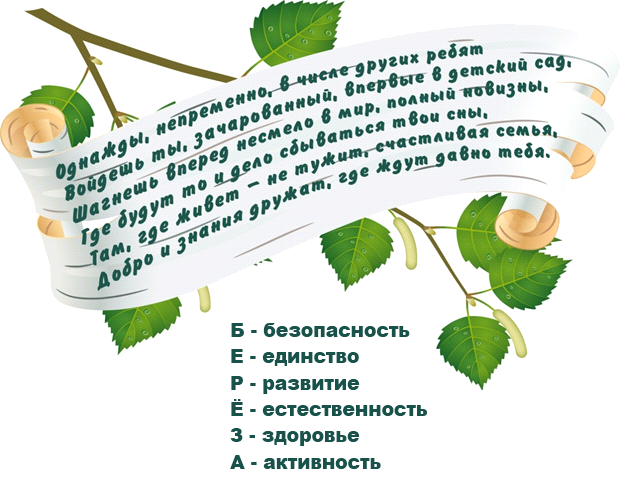 Однажды, непременно, в числе других ребят
Войдешь ты, зачарованный, впервые в детский сад.
Шагнешь вперед несмело в мир, полный новизны,
Где будут то и дело сбываться твои сны,
Там, где живет – не тужит, счастливая семья,
Добро и знания дружат, где ждут давно тебя.
Б - безопасность
Е - единство
Р - развитие
Ё - естественность
З - здоровье
А - активность